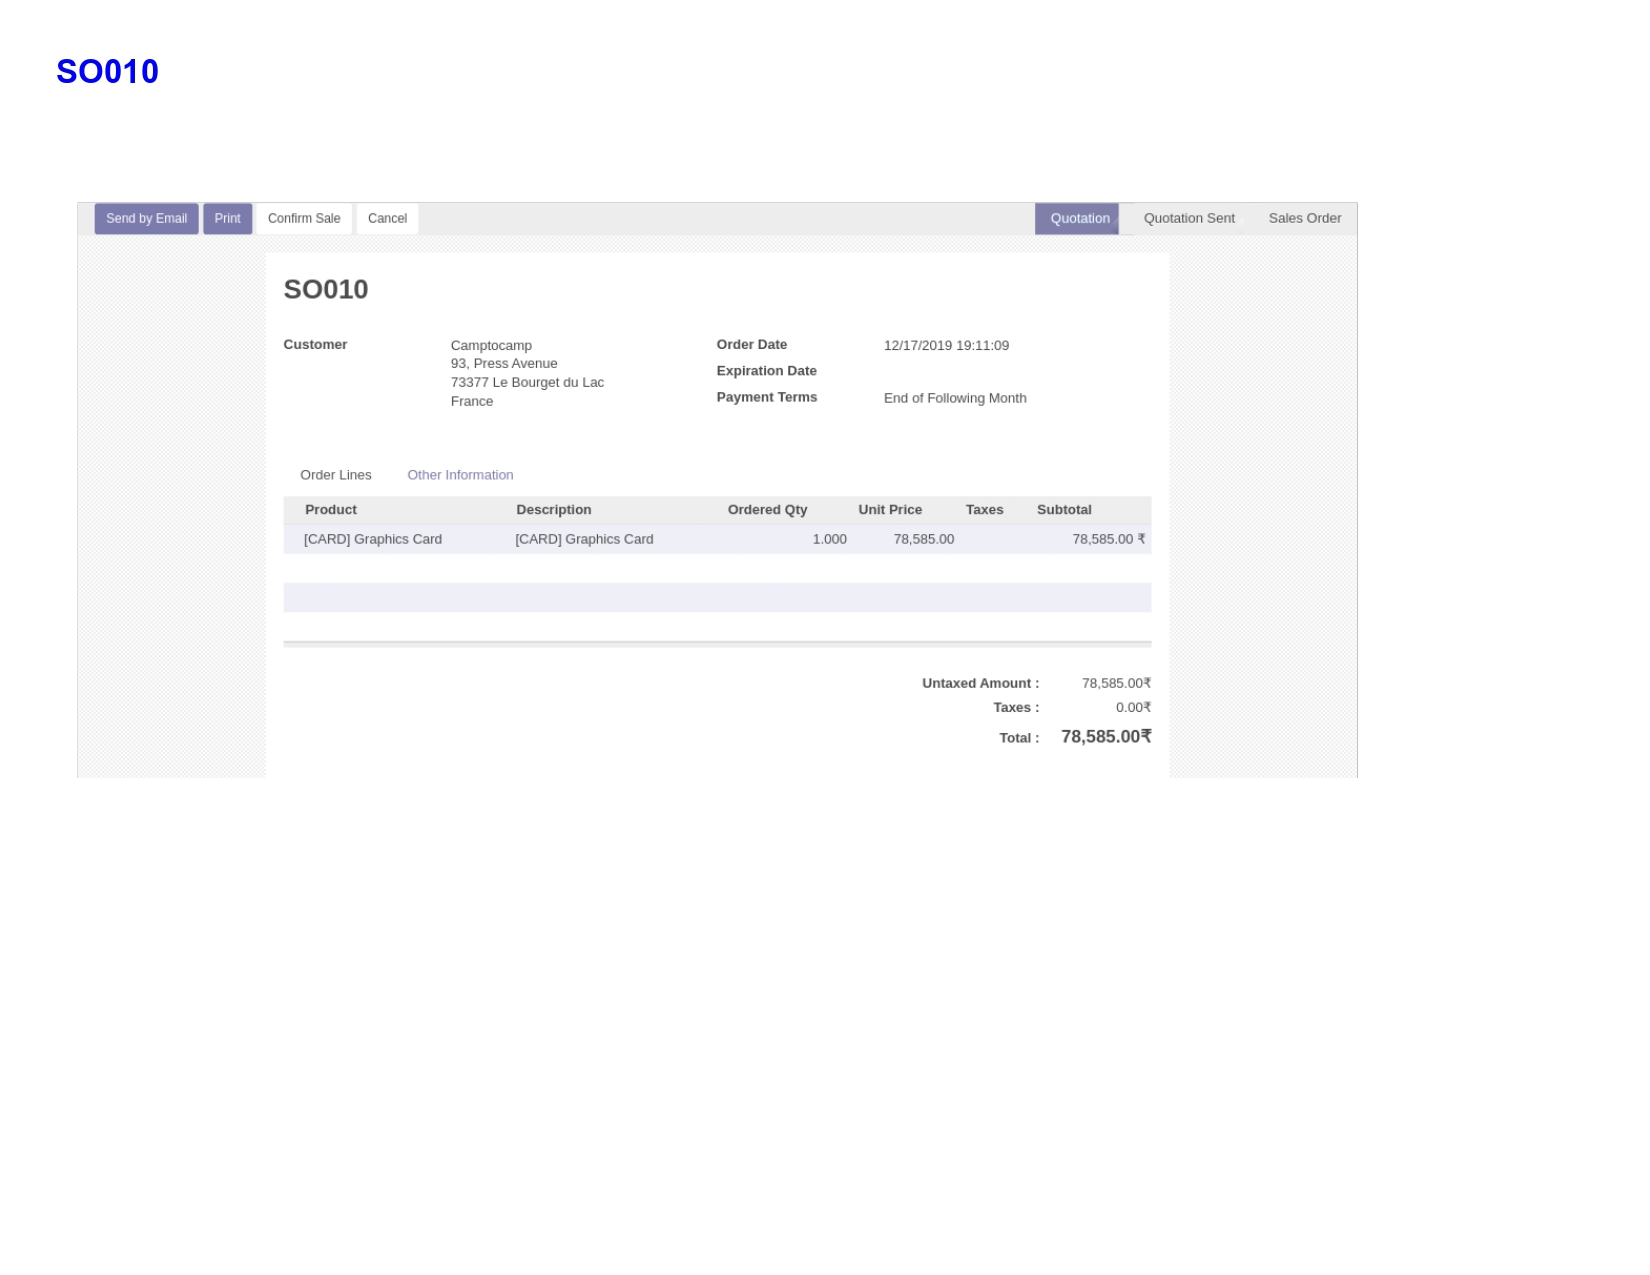 SO010
Send by Email Print Confirm Sale Cancel Quotation Quotation Sent Sales Order
SO010
Customer Camptocamp Order Date 12/17/2019 19:11:09
93, Press Avenue
Expiration Date
73377 Le Bourget du Lac
Payment Terms End of Following Month
France
Order Lines Other Information
Product Description Ordered Qty Unit Price Taxes Subtotal
[CARD] Graphics Card [CARD] Graphics Card 1.000 78,585.00 78,585.00 ₹
Untaxed Amount : 78,585.00₹
Taxes : 0.00₹
Total : 78,585.00₹